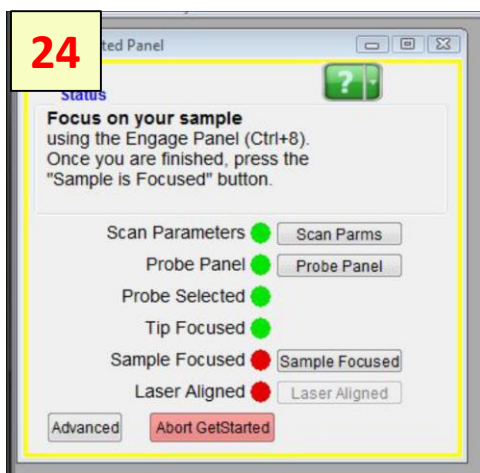 24
ted Panel
?
Status
Focus on your sample
using the Engage Panel (Ctrl+8).
Once you are finished, press the
"Sample is Focused" button.
Scan Parameters Scan Parms
Probe Panel Probe Panel
Probe Selected
Tip Focused
Sample Focused Sample Focused
Laser Aligned Laser Aligned
Advanced Abort GetStarted